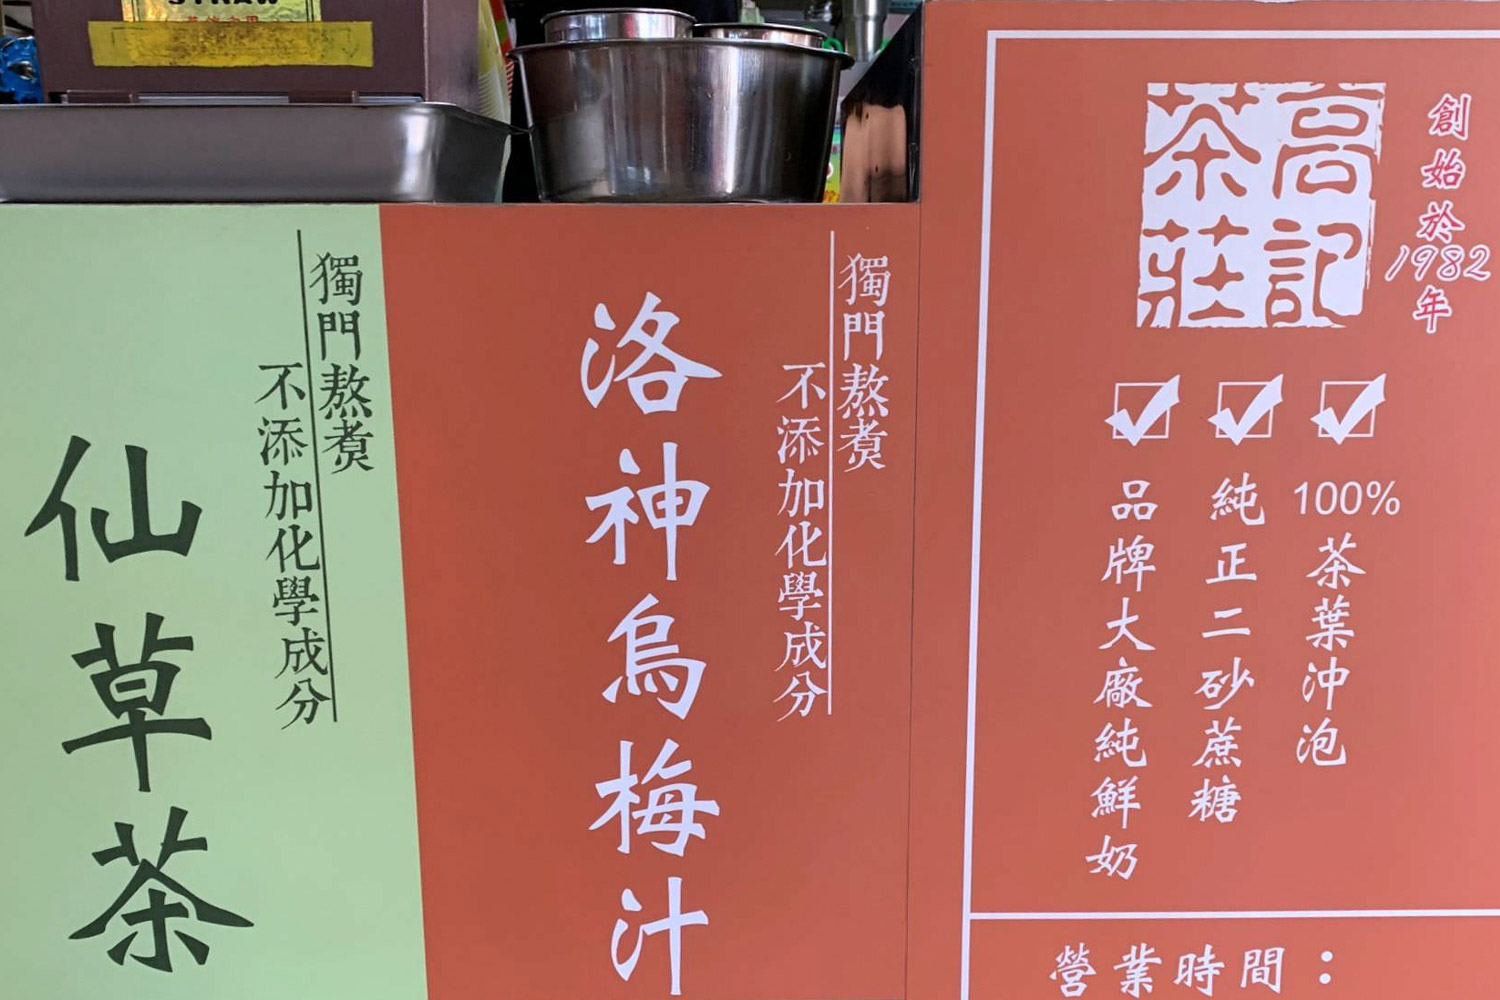 高記
茶莊
創始於1982年
100%茶葉沖泡
純正二砂蔗糖
品牌大廠純鮮奶
營業時間：
獨門熬煮
不添加化學成分
洛神烏梅汁
獨門熬煮
不添加化學成分
仙草茶